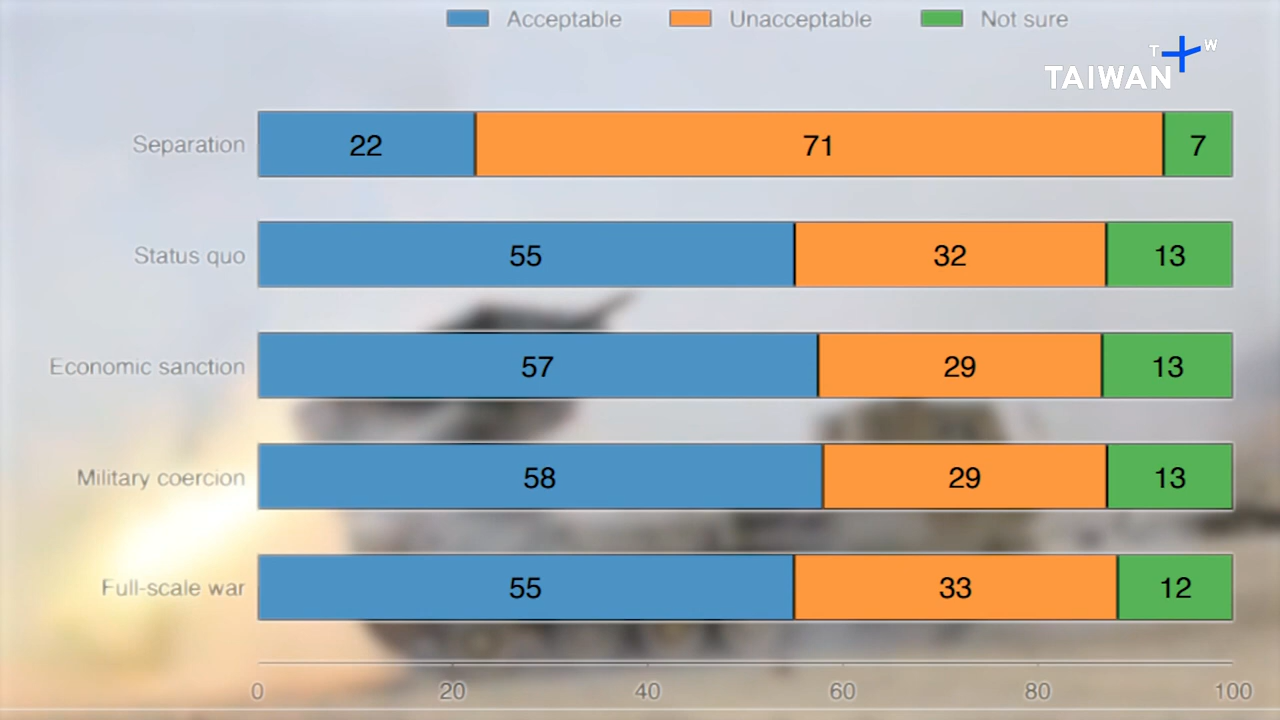 Acceptable Unacceptable Not sure
T W
TAIWAN
Separation 22 71 7
Status quo 55 32 13
Economic sanction 57 29 13
Military coercion 58 29 13
Full-scale war 55 33 12
0 20 40 60 80 100